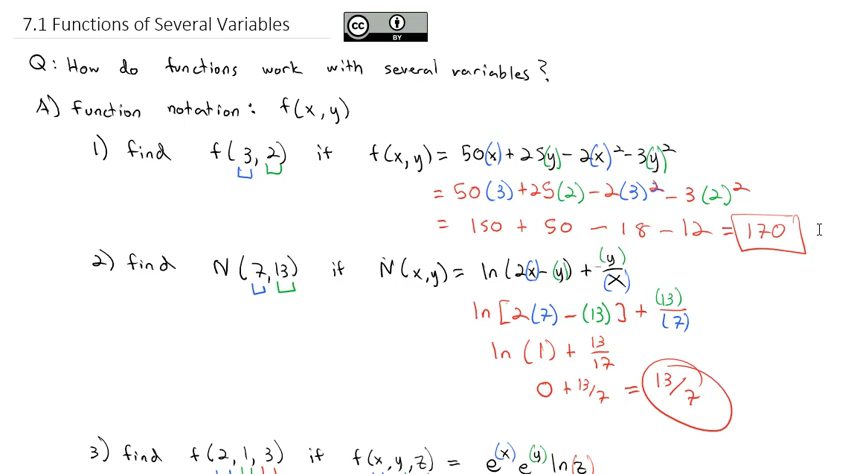 7.1 Functions of Several Variables
CC BY
Q: How do functions work with several variables?
A) Function notation: f(x,y)
1) find f(3,2) if f(x,y) = 50(x) + 25(y) - 2(x)² - 3(y)²
= 50(3) + 25(2) - 2(3)² - 3(2)²
= 150 + 50 - 18 - 12 = 170
2) find N(7,13) if N(x,y) = ln(2(x) - (y)) + (y)/(x)
ln[2(7) - (13)] + (13)/(7)
ln(1) + 13/17
0 + 13/7 = 13/7
3) find f(2,1,3) if f(x,y,z) = e^(x) e^(y) ln(z)